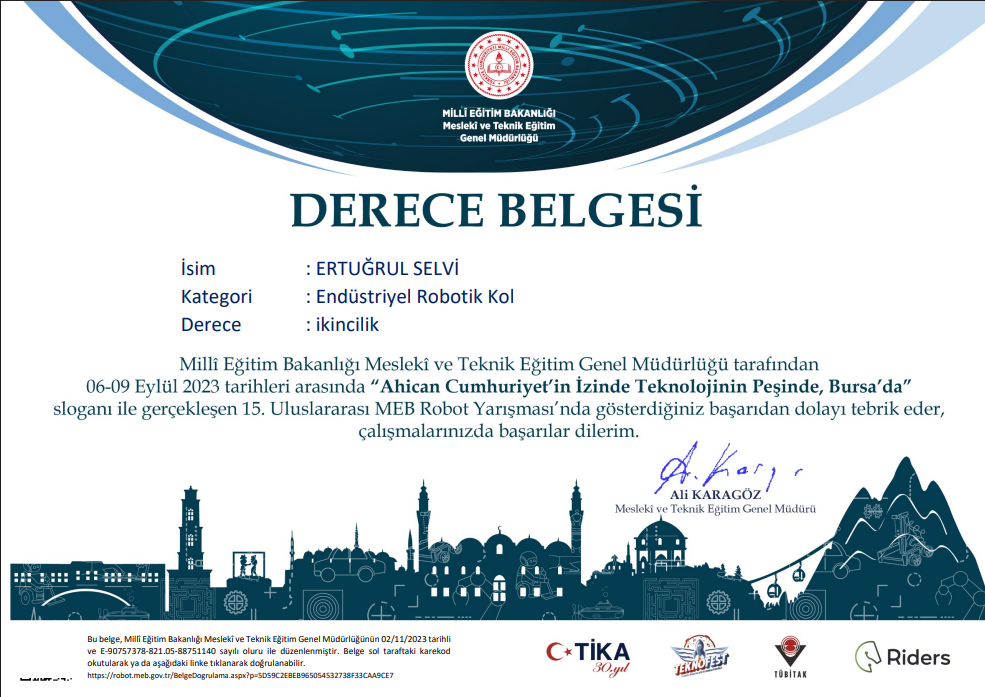 MİLLÎ EĞİTİM BAKANLIĞI
Meslekî ve Teknik Eğitim
Genel Müdürlüğü
DERECE BELGESİ
İsim : ERTUĞRUL SELVİ
Kategori : Endüstriyel Robotik Kol
Derece : ikincilik
Millî Eğitim Bakanlığı Meslekî ve Teknik Eğitim Genel Müdürlüğü tarafından
06-09 Eylül 2023 tarihleri arasında “Ahican Cumhuriyet’in İzinde Teknolojinin Peşinde, Bursa’da”
sloganı ile gerçekleşen 15. Uluslararası MEB Robot Yarışması’nda gösterdiğiniz başarıdan dolayı tebrik eder,
çalışmalarınızda başarılar dilerim.
Ali KARAGÖZ
Meslekî ve Teknik Eğitim Genel Müdürü
Bu belge, Millî Eğitim Bakanlığı Meslekî ve Teknik Eğitim Genel Müdürlüğünün 02/11/2023 tarihli
ve E-90757378-821.05-88751140 sayılı oluru ile düzenlenmiştir. Belge sol taraftaki karekod
okutularak ya da aşağıdaki linke tıklanarak doğrulanabilir.
https://robot.meb.gov.tr/BelgeDogrulama.aspx?p=5D59C2EBEB965054532738F33CAA9CE7
TİKA
30.yıl
TEKNOFEST
TÜBİTAK
Riders